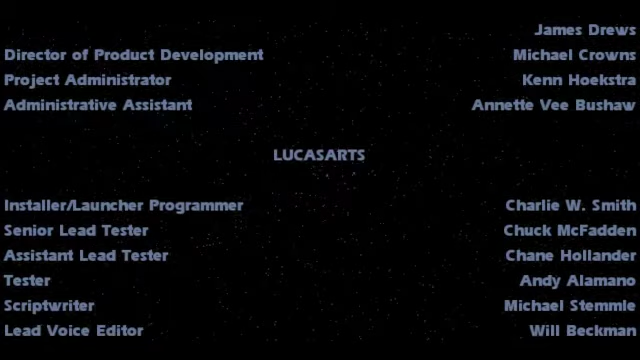 James Drews
Director of Product Development Michael Crowns
Project Administrator Kenn Hoekstra
Administrative Assistant Annette Vee Bushaw
LUCASARTS
Installer/Launcher Programmer Charlie W. Smith
Senior Lead Tester Chuck McFadden
Assistant Lead Tester Chane Hollander
Tester Andy Alamano
Scriptwriter Michael Stemmle
Lead Voice Editor Will Beckman